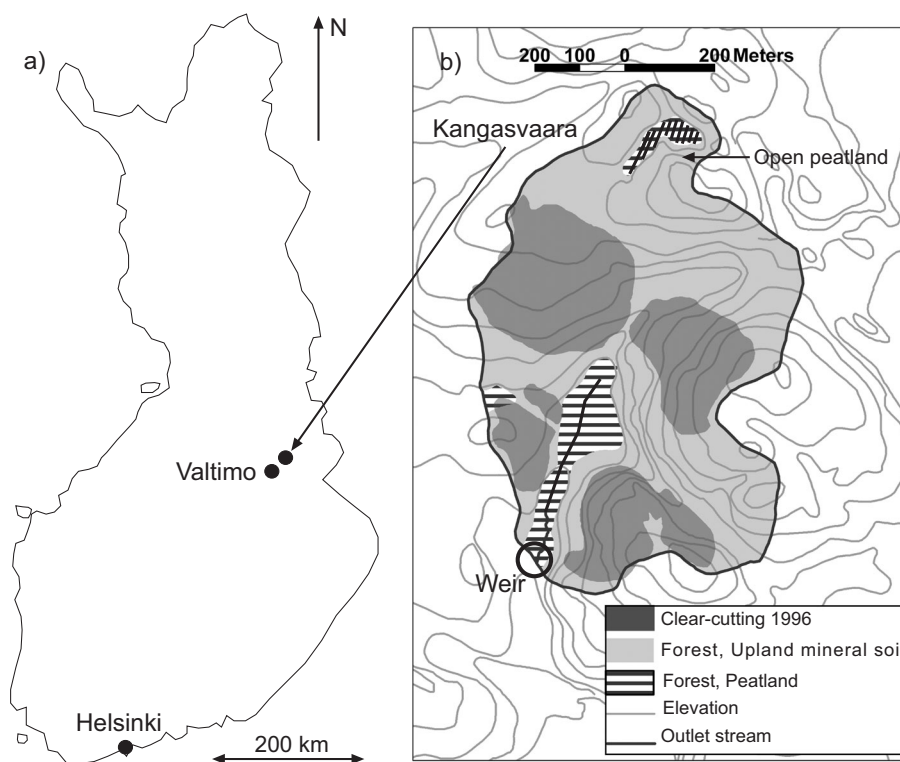 a)
N
Kangasvaara
Valtimo
Helsinki
200 km
b)
200 100 0 200 Meters
Open peatland
Weir
Clear-cutting 1996
Forest, Upland mineral soi
Forest, Peatland
Elevation
Outlet stream